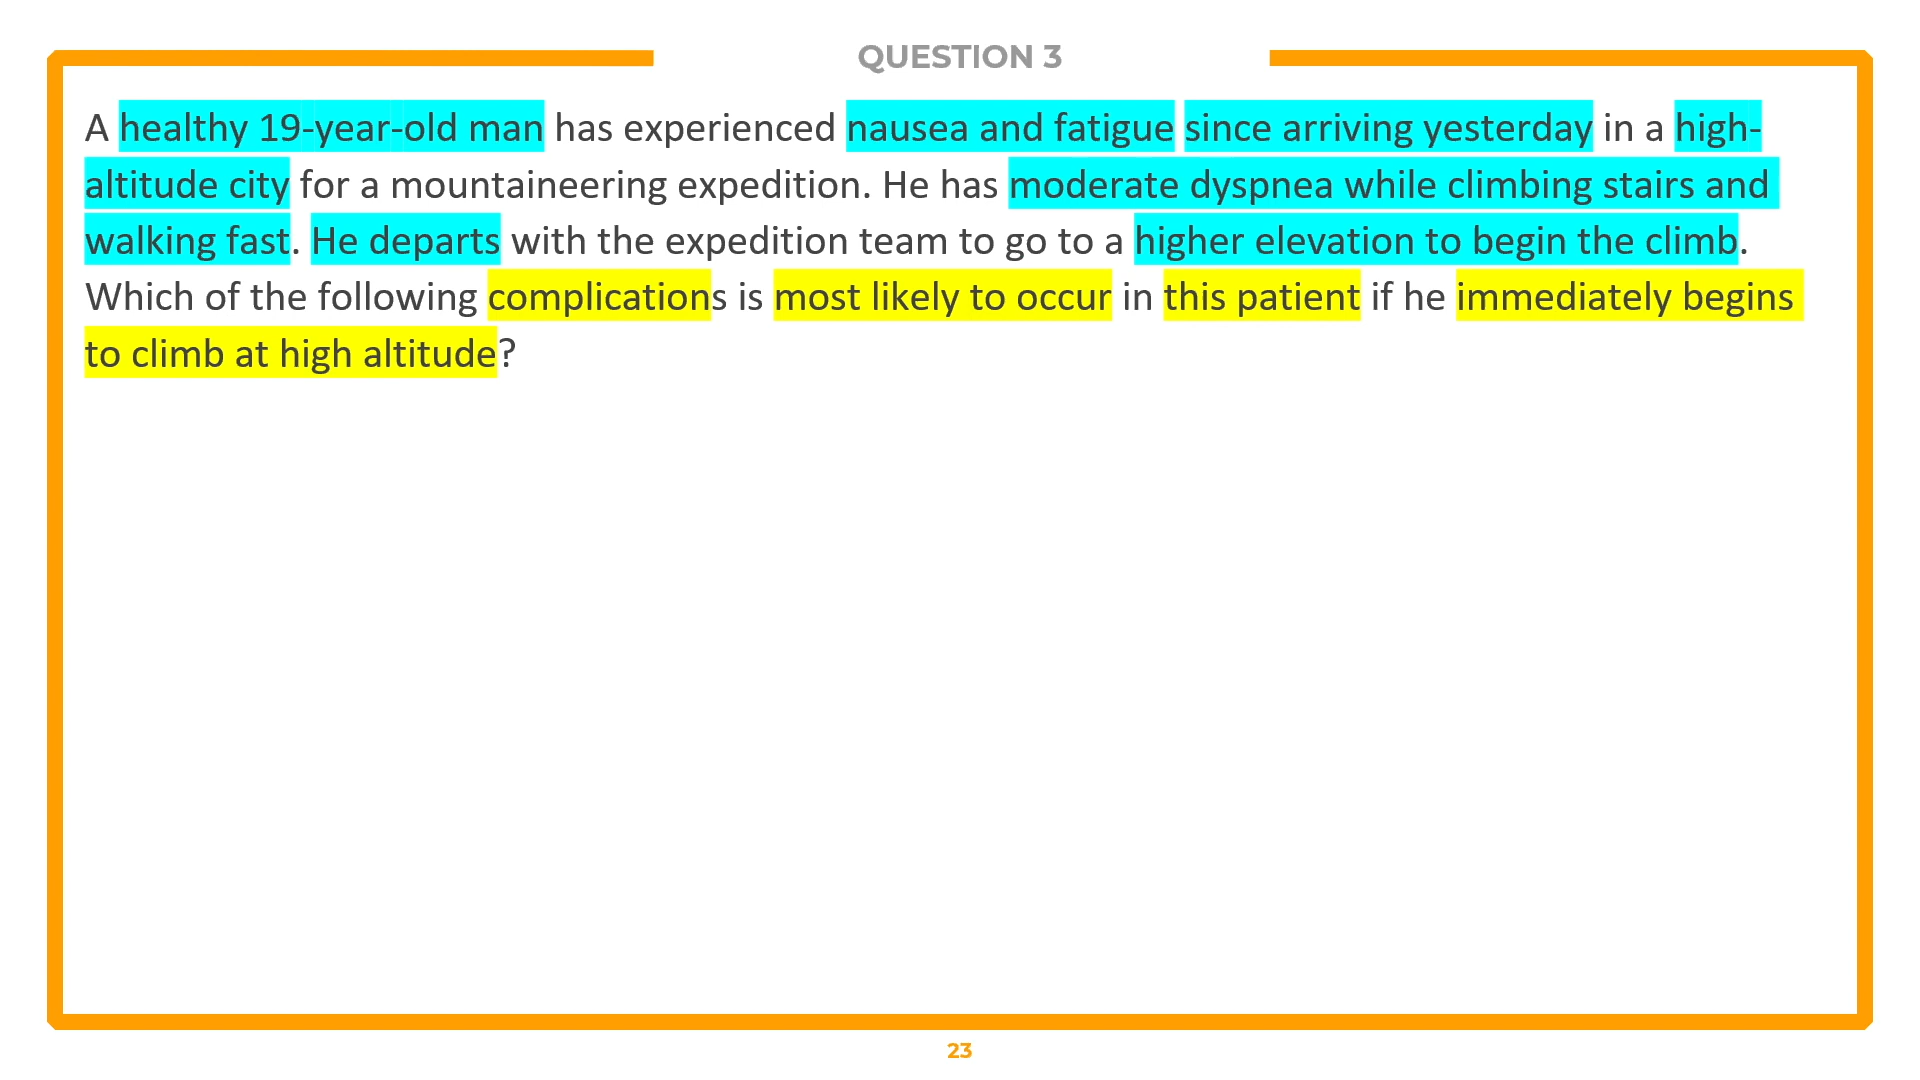 QUESTION 3
A healthy 19-year-old man has experienced nausea and fatigue since arriving yesterday in a high-
altitude city for a mountaineering expedition. He has moderate dyspnea while climbing stairs and
walking fast. He departs with the expedition team to go to a higher elevation to begin the climb.
Which of the following complications is most likely to occur in this patient if he immediately begins
to climb at high altitude?
23